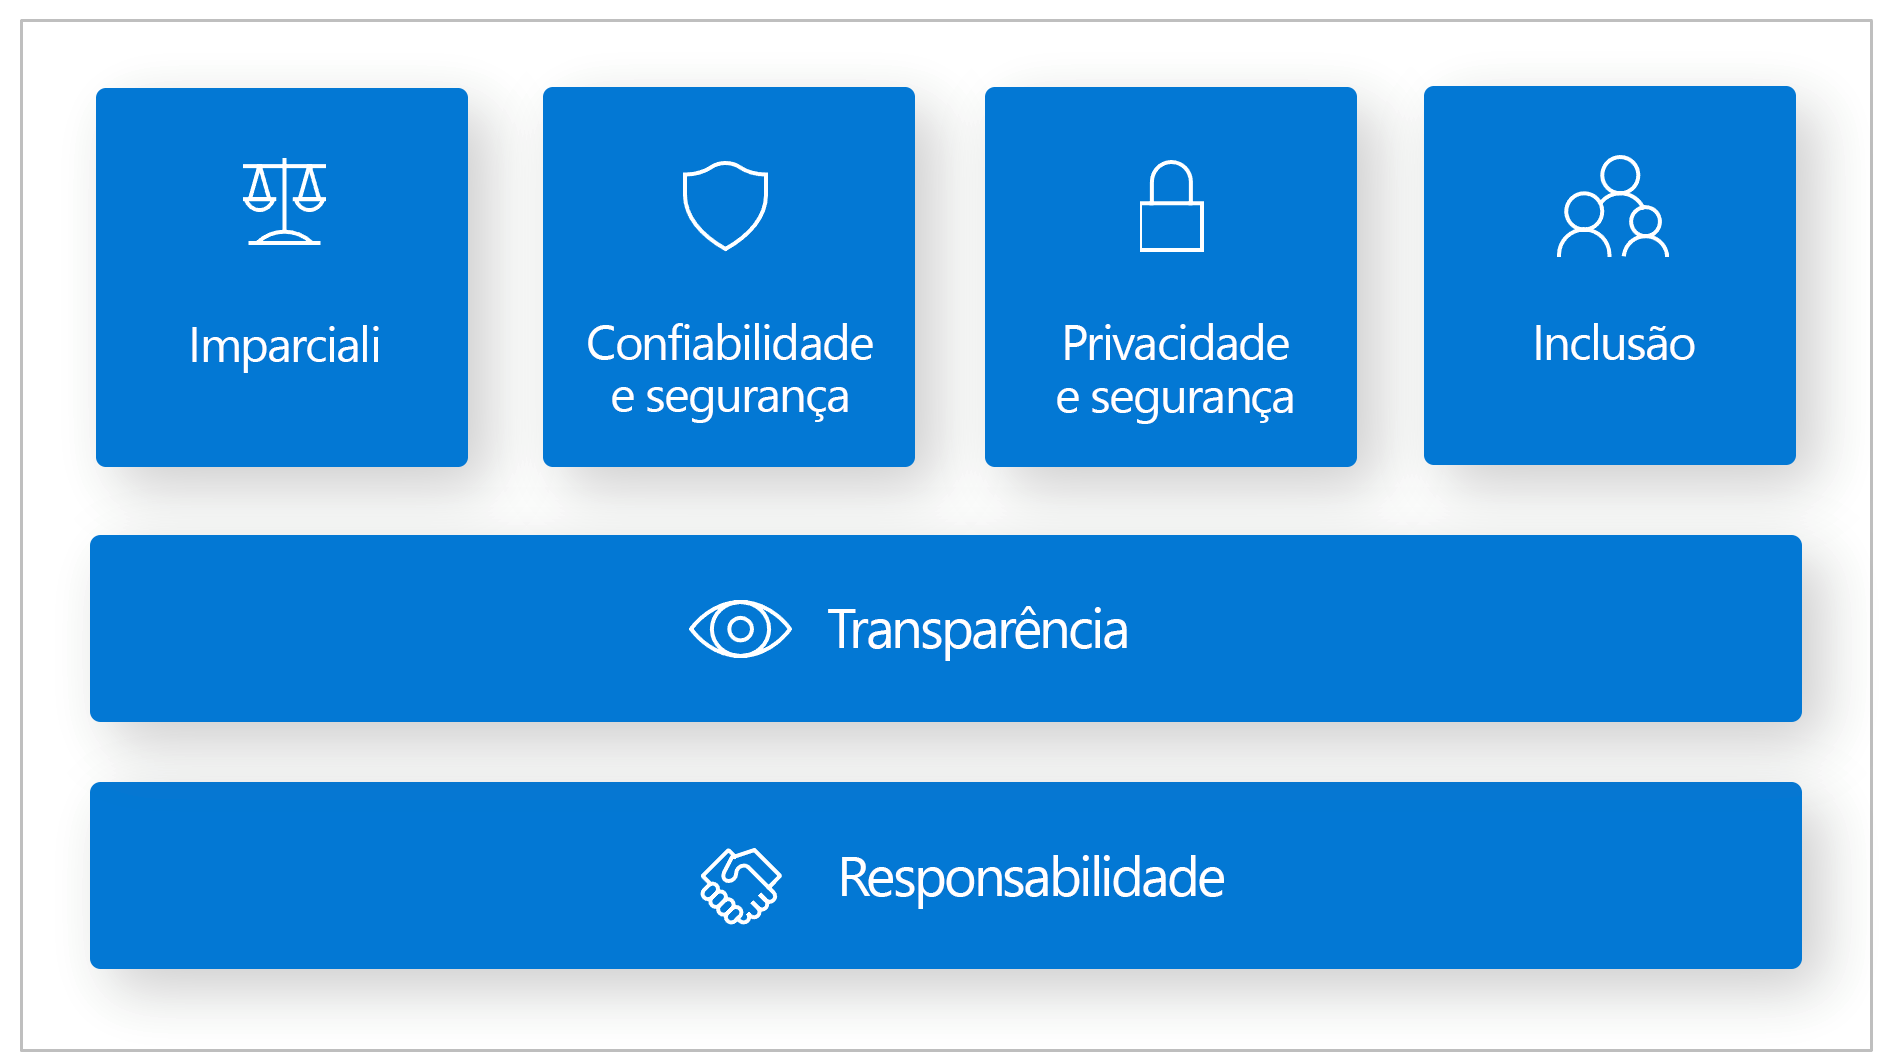 Imparciali
Confiabilidade
e segurança
Privacidade
e segurança
Inclusão
Transparência
Responsabilidade